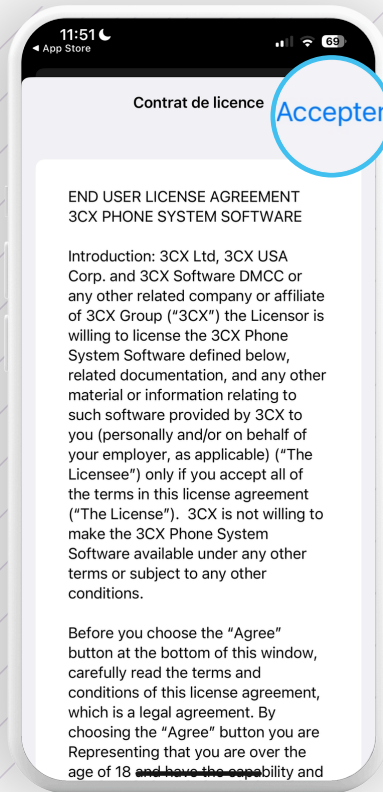 11:51
69
◀ App Store
Contrat de licence
Accepter
END USER LICENSE AGREEMENT
3CX PHONE SYSTEM SOFTWARE
Introduction: 3CX Ltd, 3CX USA
Corp. and 3CX Software DMCC or
any other related company or affiliate
of 3CX Group (“3CX”) the Licensor is
willing to license the 3CX Phone
System Software defined below,
related documentation, and any other
material or information relating to
such software provided by 3CX to
you (personally and/or on behalf of
your employer, as applicable) (“The
Licensee”) only if you accept all of
the terms in this license agreement
(“The License”).  3CX is not willing to
make the 3CX Phone System
Software available under any other
terms or subject to any other
conditions.
Before you choose the “Agree”
button at the bottom of this window,
carefully read the terms and
conditions of this license agreement,
which is a legal agreement. By
choosing the “Agree” button you are
Representing that you are over the
age of 18 and have the capability and